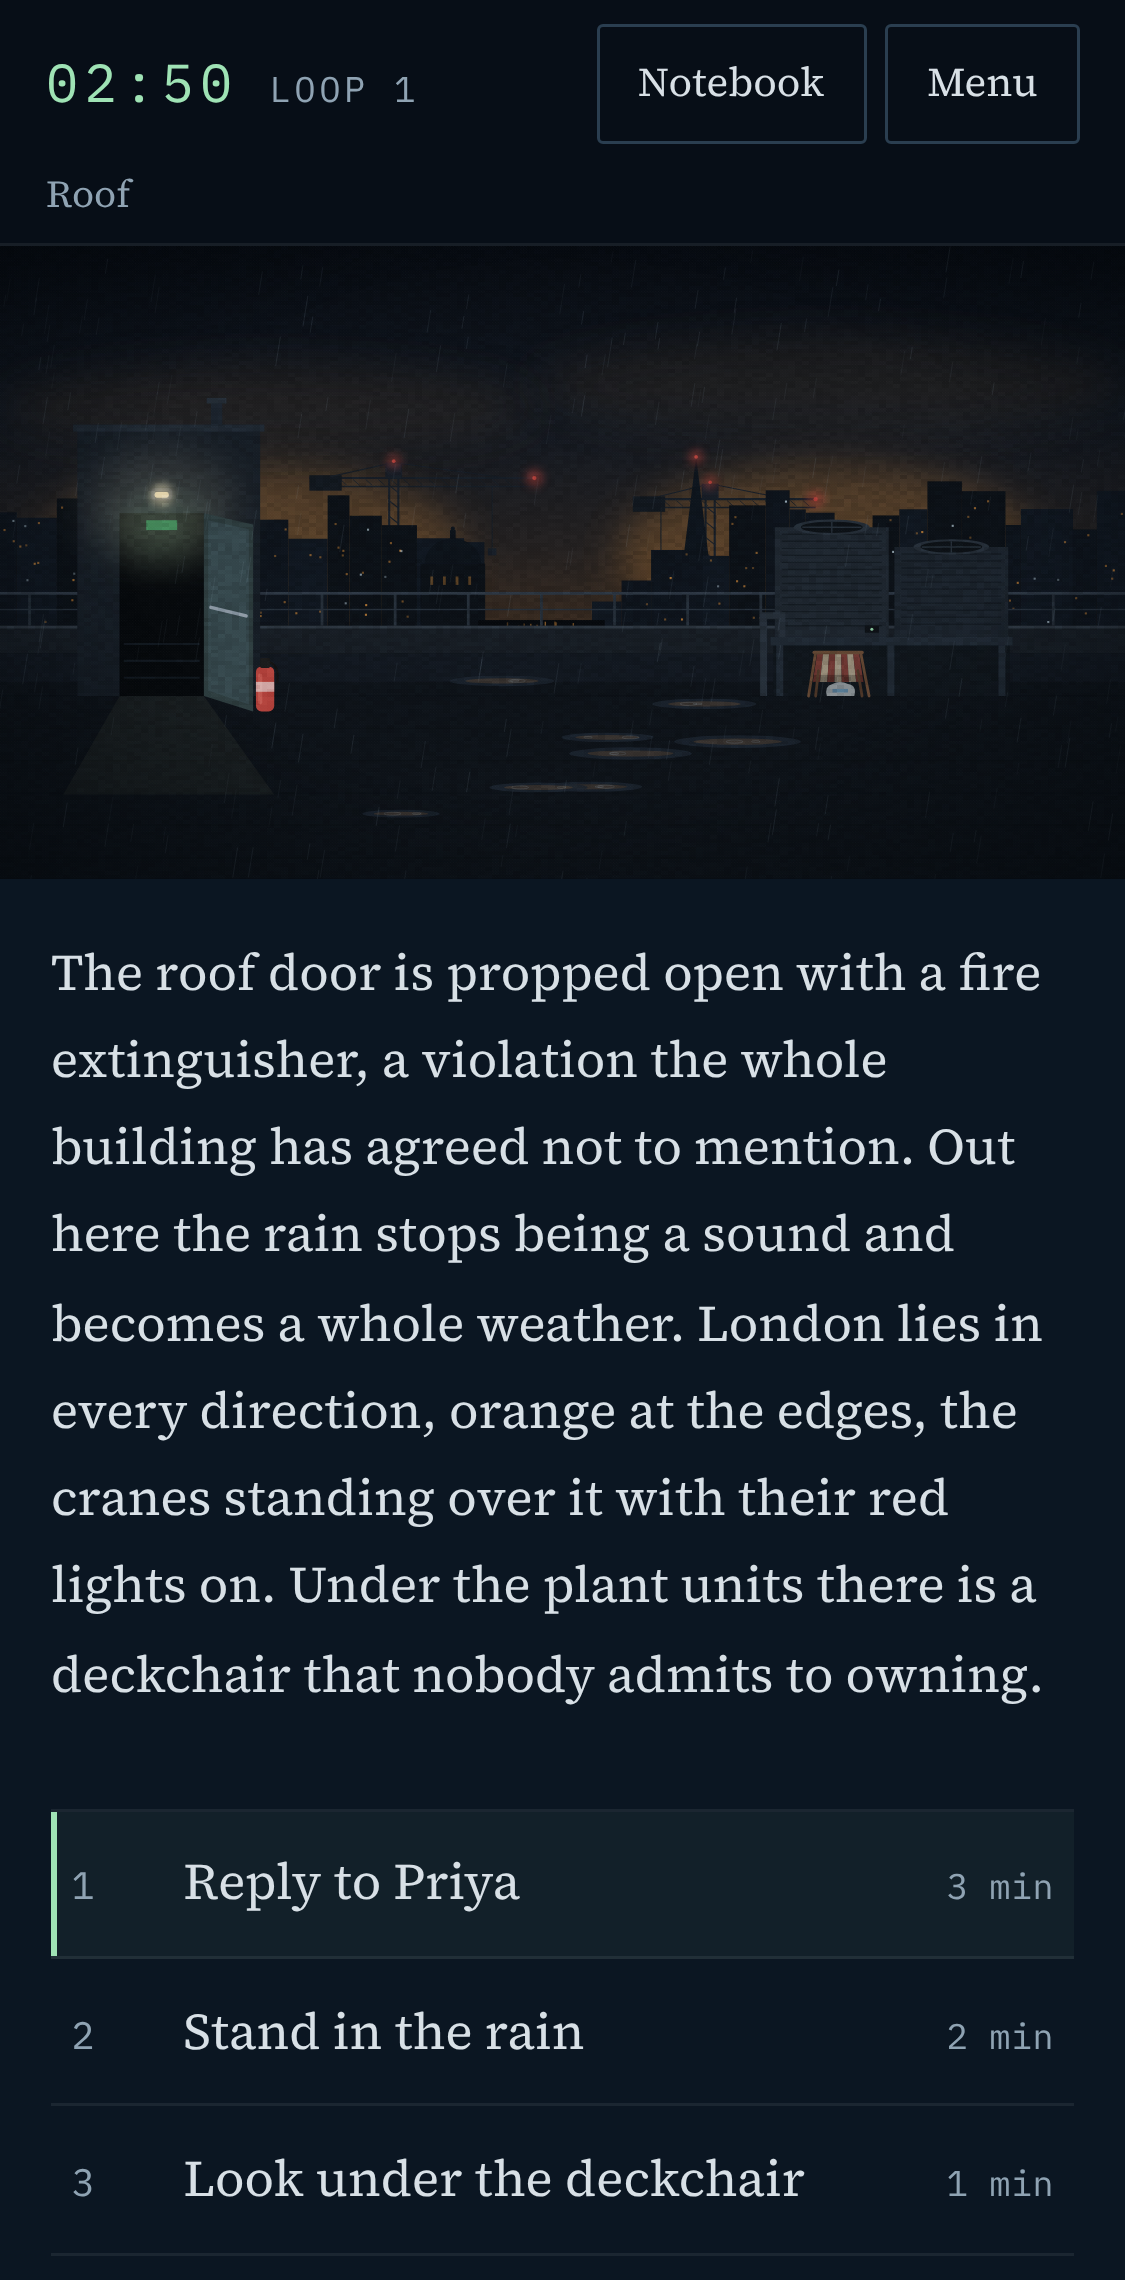 02:50 LOOP 1 Notebook Menu
Roof
The roof door is propped open with a fire
extinguisher, a violation the whole
building has agreed not to mention. Out
here the rain stops being a sound and
becomes a whole weather. London lies in
every direction, orange at the edges, the
cranes standing over it with their red
lights on. Under the plant units there is a
deckchair that nobody admits to owning.
1 Reply to Priya 3 min
2 Stand in the rain 2 min
3 Look under the deckchair 1 min